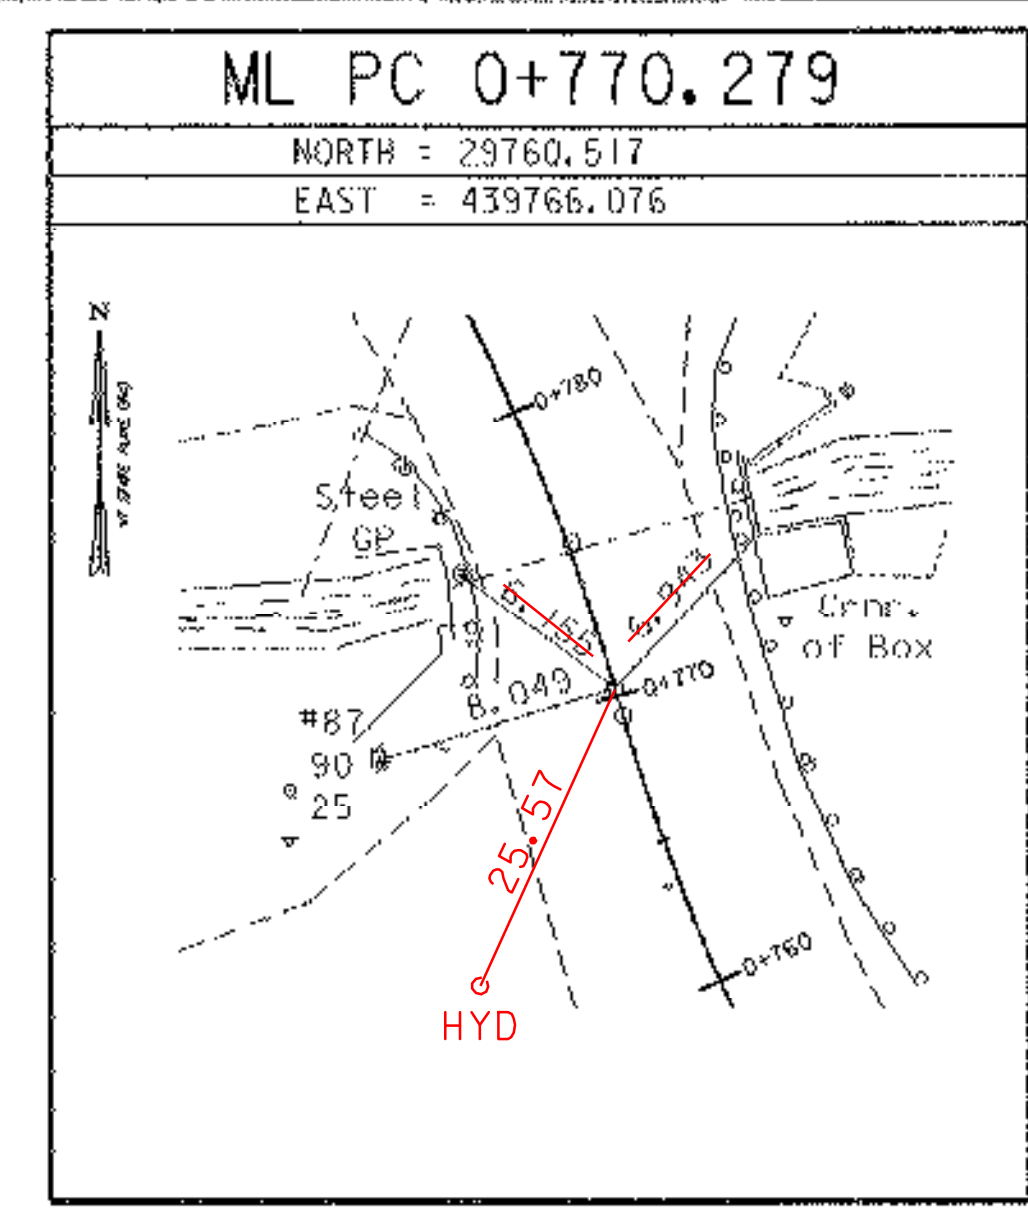 ML PC 0+770.279
NORTH = 29760.517
EAST = 439766.076
N
0+780
Steel
GP
Crnr.
of Box
8.049
0+770
#87
90
25
25.57
0+760
HYD